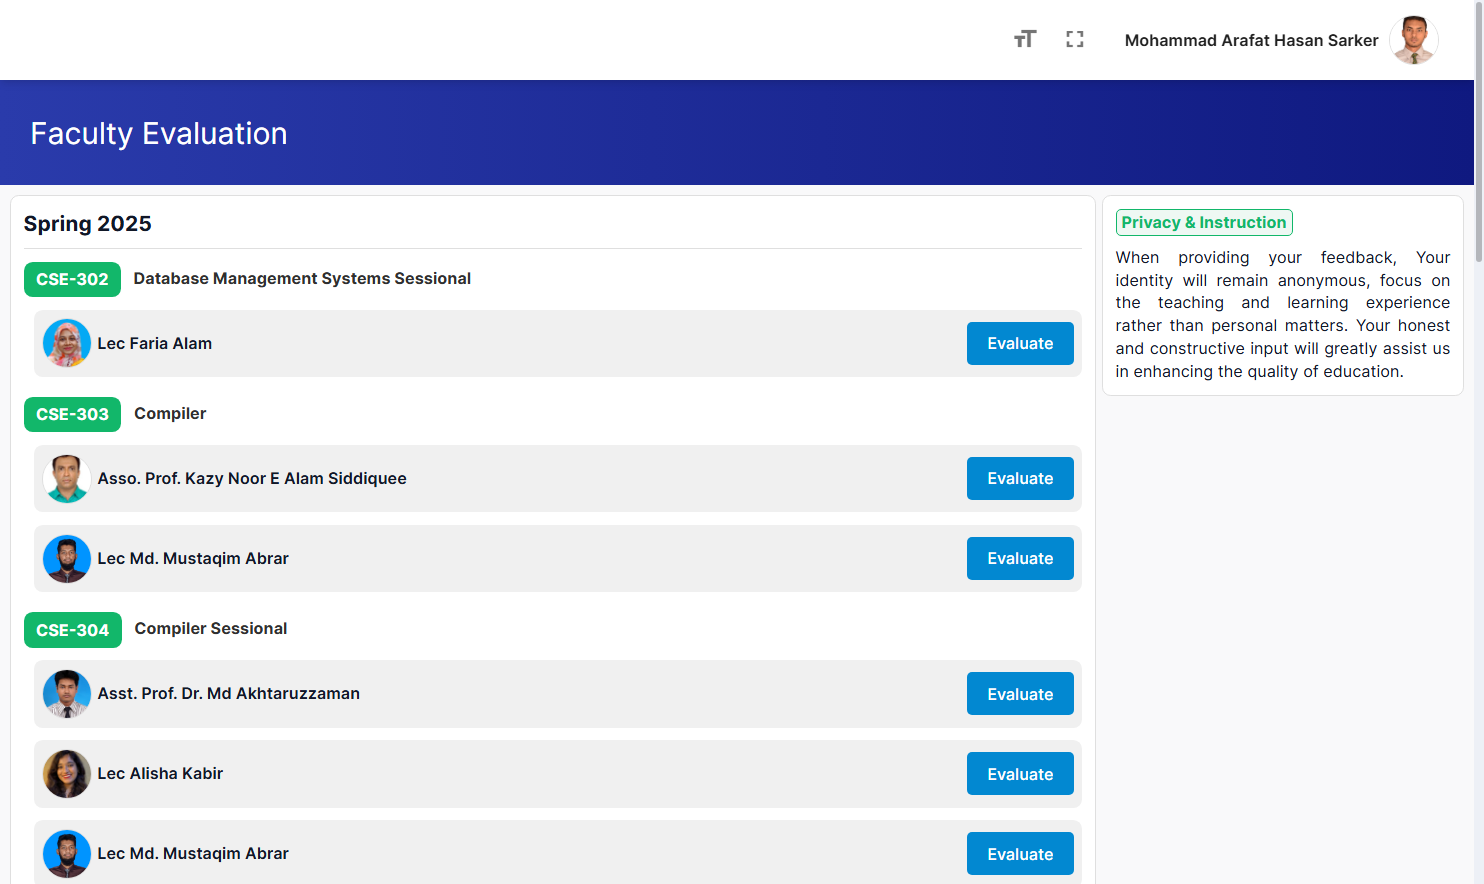 Mohammad Arafat Hasan Sarker
Faculty Evaluation
Spring 2025
CSE-302 Database Management Systems Sessional
Lec Faria Alam Evaluate
CSE-303 Compiler
Asso. Prof. Kazy Noor E Alam Siddiquee Evaluate
Lec Md. Mustaqim Abrar Evaluate
CSE-304 Compiler Sessional
Asst. Prof. Dr. Md Akhtaruzzaman Evaluate
Lec Alisha Kabir Evaluate
Lec Md. Mustaqim Abrar Evaluate
Privacy & Instruction
When providing your feedback, Your
identity will remain anonymous, focus on
the teaching and learning experience
rather than personal matters. Your honest
and constructive input will greatly assist us
in enhancing the quality of education.